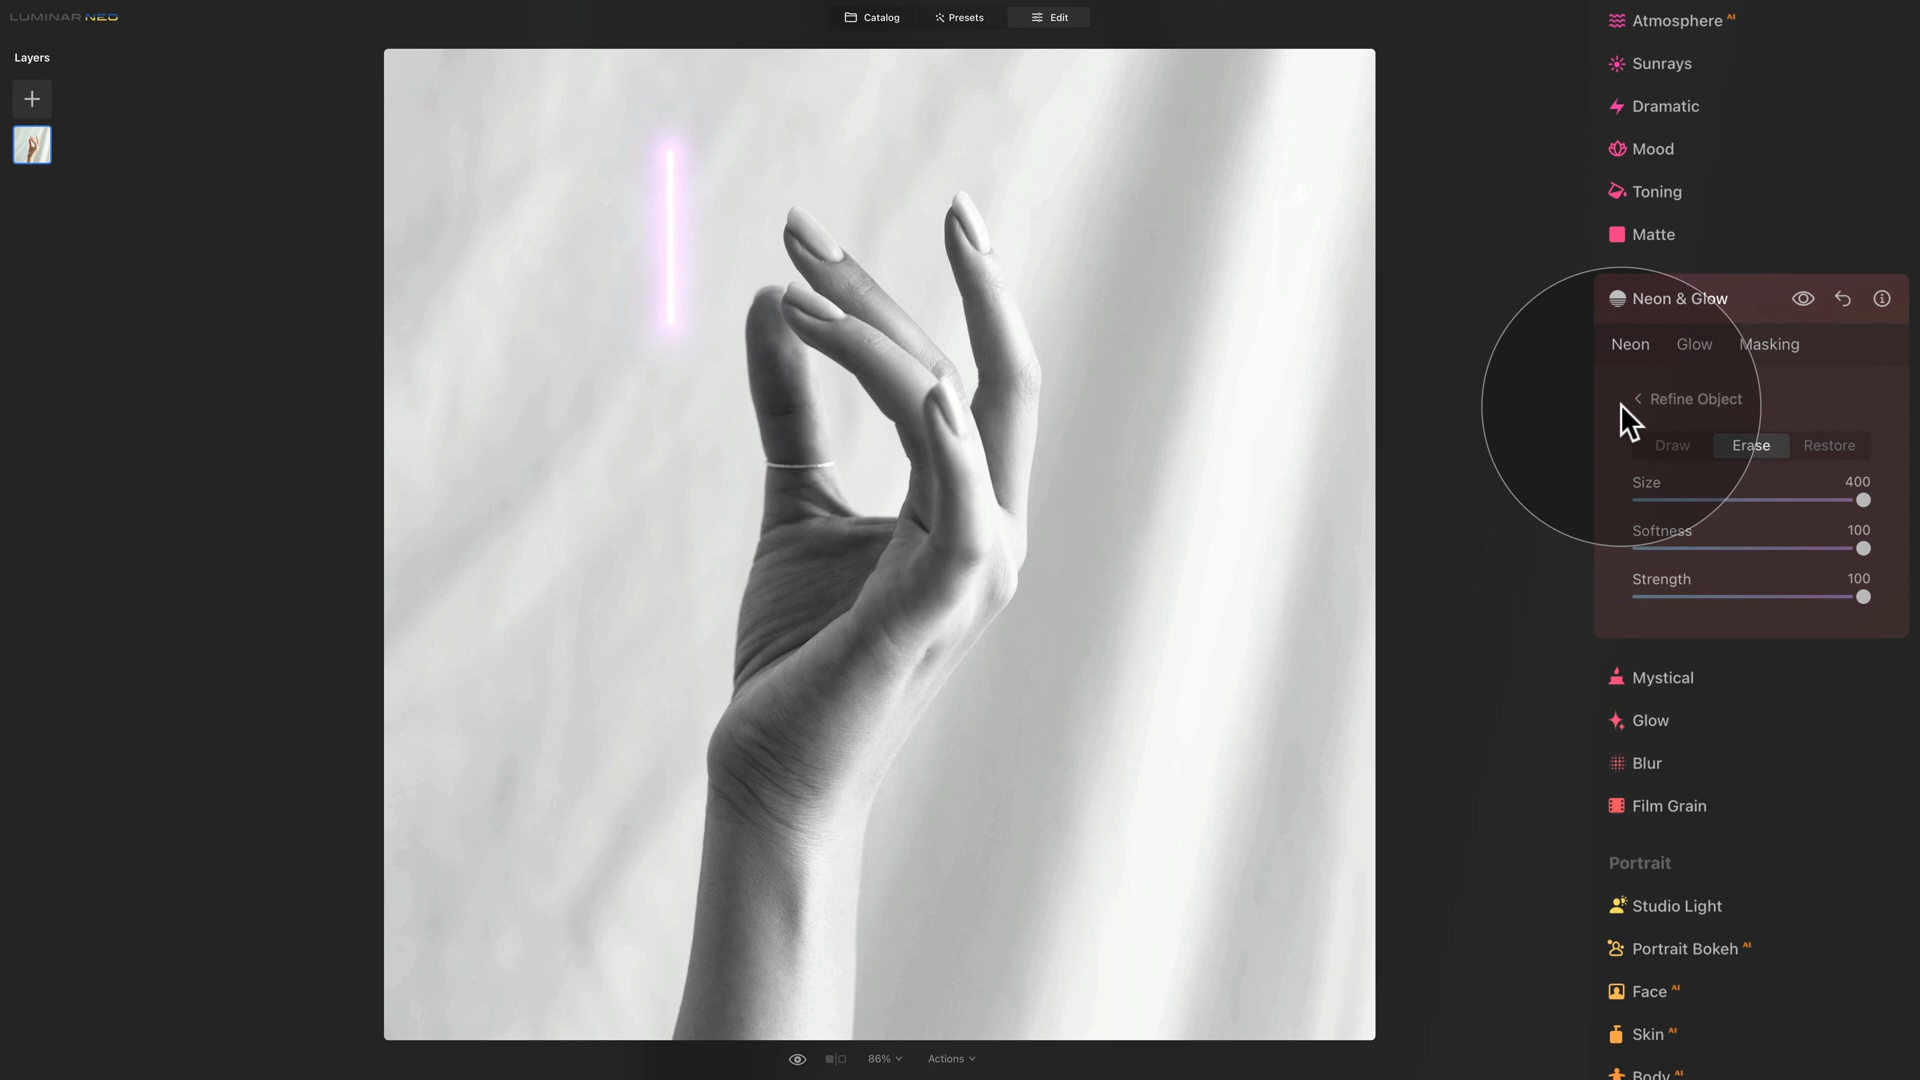 LUMINAR NEO
Catalog
Presets
Edit
Layers
Atmosphere AI
Sunrays
Dramatic
Mood
Toning
Matte
Neon & Glow
Neon Glow Masking
Refine Object
Draw Erase Restore
Size 400
Softness 100
Strength 100
Mystical
Glow
Blur
Film Grain
Portrait
Studio Light
Portrait Bokeh AI
Face AI
Skin AI
Body AI
86%
Actions